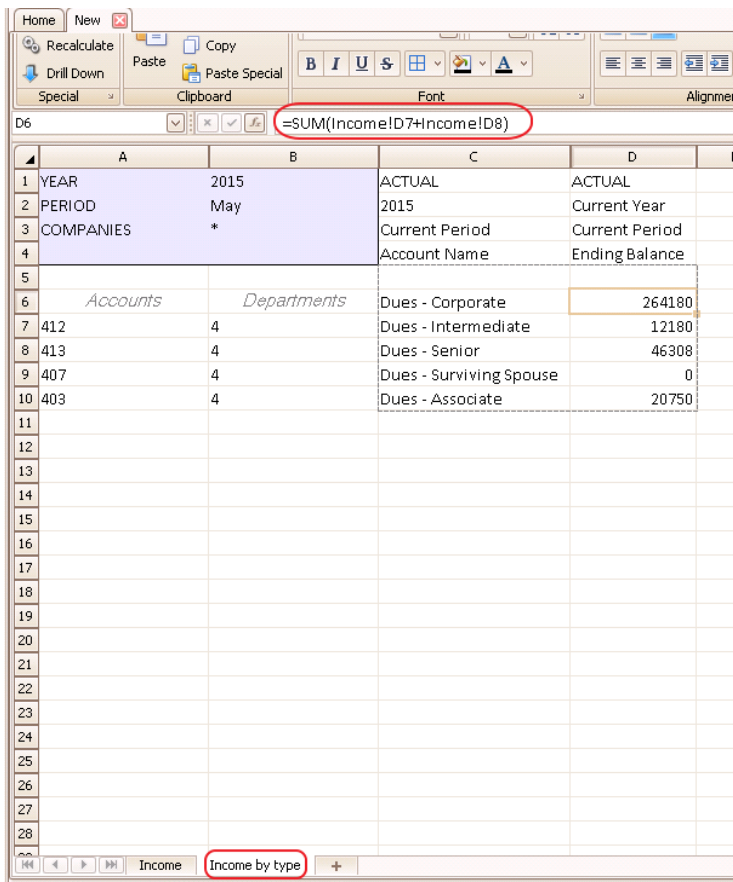 Home New
Recalculate Paste Copy
Drill Down Paste Special B I U S A
Special Clipboard Font Alignme
D6 fx =SUM(Income!D7+Income!D8)
A B C D
1 YEAR 2015 ACTUAL ACTUAL
2 PERIOD May 2015 Current Year
3 COMPANIES * Current Period Current Period
4 Account Name Ending Balance
5
6 Accounts Departments Dues - Corporate 264180
7 412 4 Dues - Intermediate 12180
8 413 4 Dues - Senior 46308
9 407 4 Dues - Surviving Spouse 0
10 403 4 Dues - Associate 20750
11
12
13
14
15
16
17
18
19
20
21
22
23
24
25
26
27
28
Income Income by type +